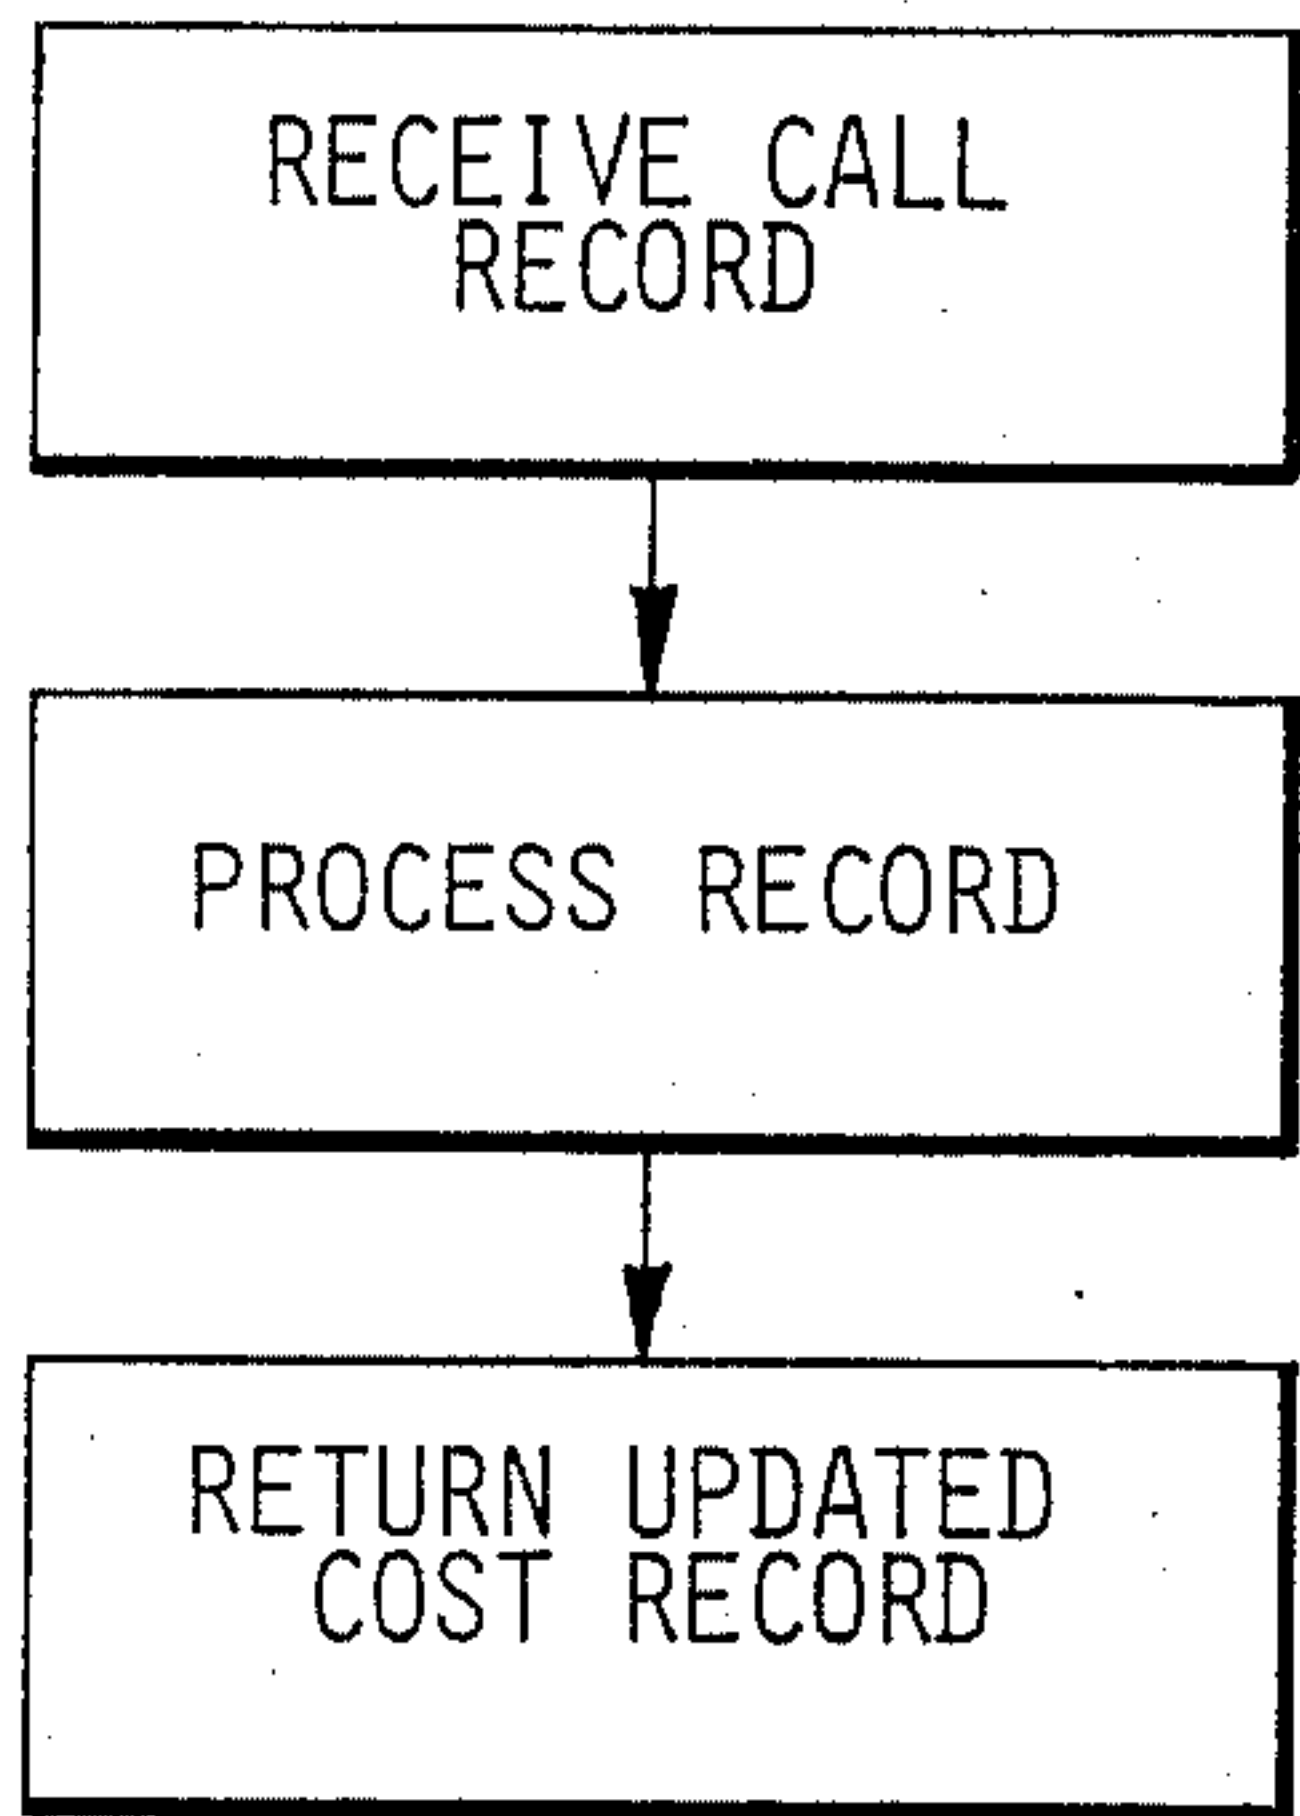 RECEIVE CALL
RECORD
PROCESS RECORD
RETURN UPDATED
COST RECORD